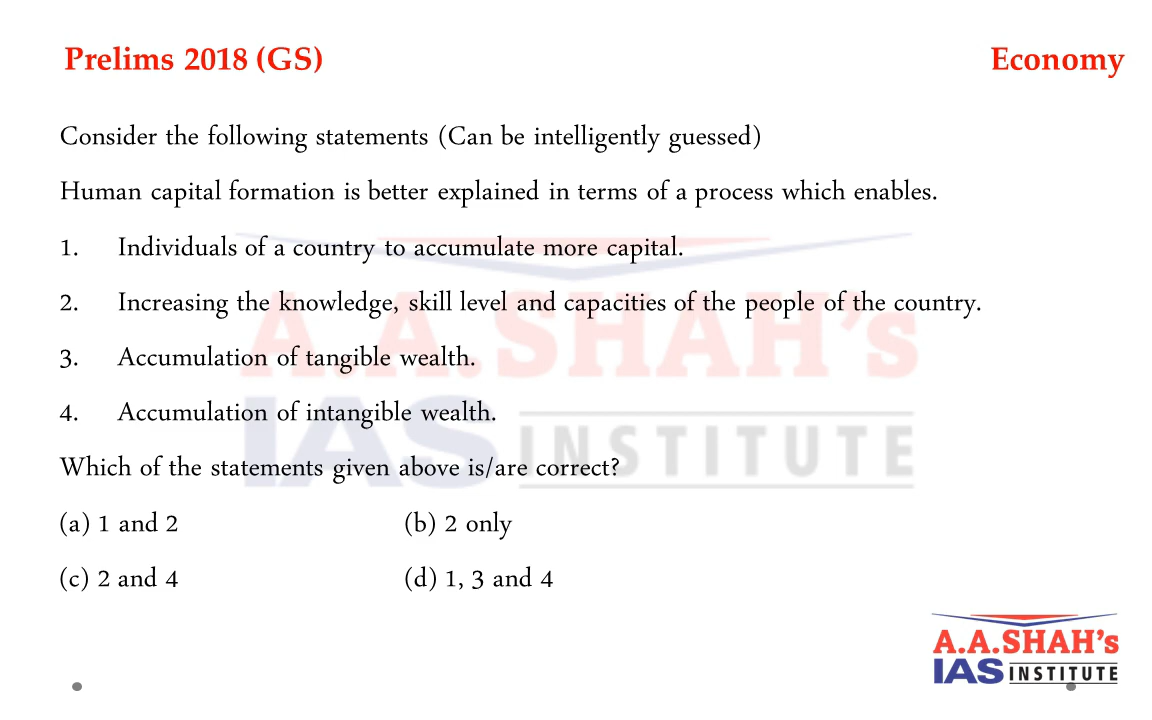 Prelims 2018 (GS) Economy
Consider the following statements (Can be intelligently guessed)
Human capital formation is better explained in terms of a process which enables.
1. Individuals of a country to accumulate more capital.
2. Increasing the knowledge, skill level and capacities of the people of the country.
3. Accumulation of tangible wealth.
4. Accumulation of intangible wealth.
Which of the statements given above is/are correct?
(a) 1 and 2 (b) 2 only
(c) 2 and 4 (d) 1, 3 and 4
A.A.SHAH's
IAS INSTITUTE
A.A.SHAH's
IAS INSTITUTE